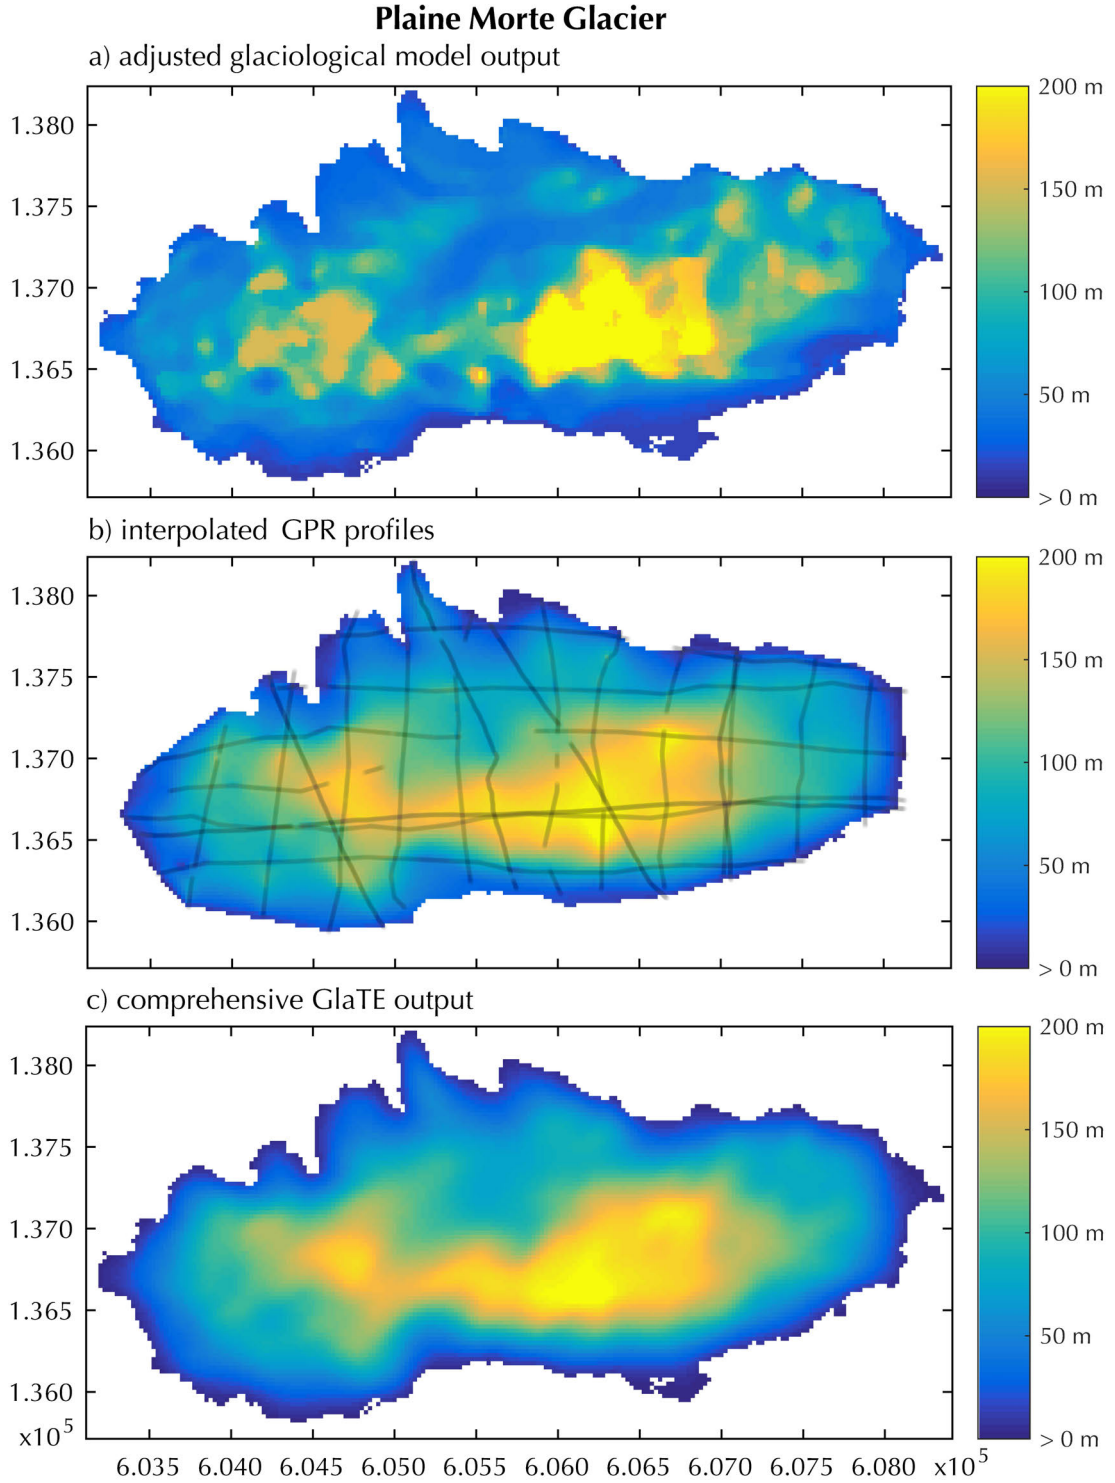 Plaine Morte Glacier
a) adjusted glaciological model output
1.380
1.375
1.370
1.365
1.360
200 m
150 m
100 m
50 m
> 0 m
b) interpolated GPR profiles
1.380
1.375
1.370
1.365
1.360
200 m
150 m
100 m
50 m
> 0 m
c) comprehensive GlaTE output
1.380
1.375
1.370
1.365
1.360
x10⁵
200 m
150 m
100 m
50 m
> 0 m
6.035 6.040 6.045 6.050 6.055 6.060 6.065 6.070 6.075 6.080 x10⁵